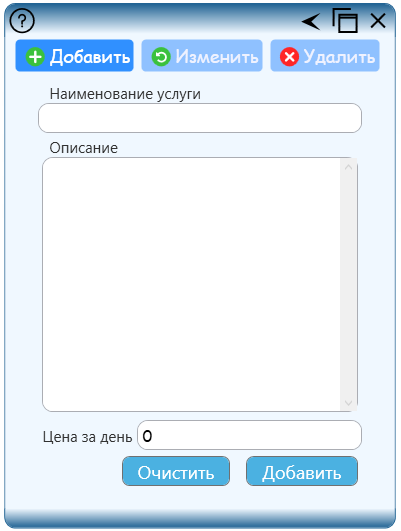 Добавить Изменить Удалить
Наименование услуги
Описание
Цена за день 0
Очистить Добавить